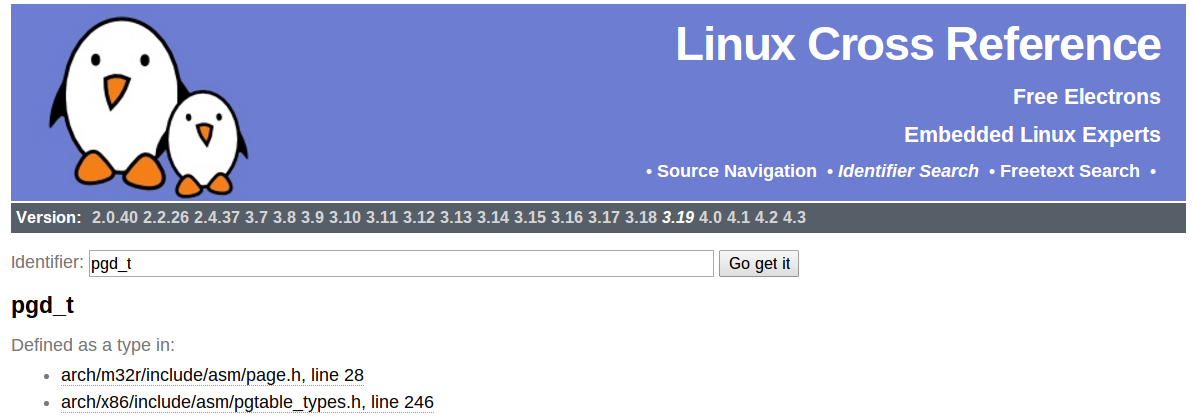 Linux Cross Reference
Free Electrons
Embedded Linux Experts
• Source Navigation • Identifier Search • Freetext Search •
Version: 2.0.40 2.2.26 2.4.37 3.7 3.8 3.9 3.10 3.11 3.12 3.13 3.14 3.15 3.16 3.17 3.18 3.19 4.0 4.1 4.2 4.3
Identifier: pgd_t Go get it
pgd_t
Defined as a type in:
• arch/m32r/include/asm/page.h, line 28
• arch/x86/include/asm/pgtable_types.h, line 246